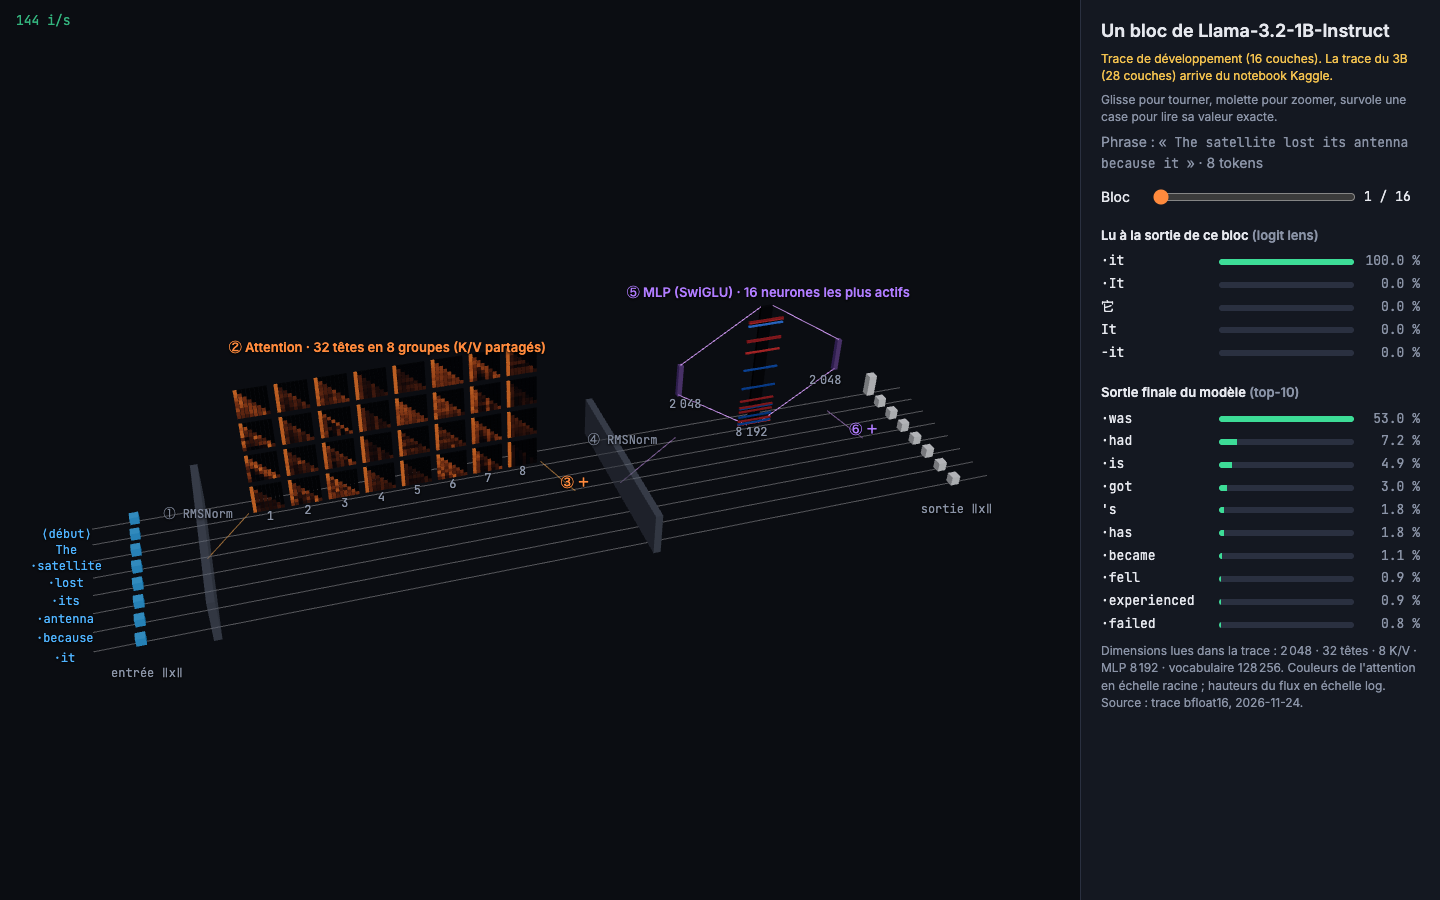 144 i/s
Un bloc de Llama-3.2-1B-Instruct
Trace de développement (16 couches). La trace du 3B
(28 couches) arrive du notebook Kaggle.
Glisse pour tourner, molette pour zoomer, survole une
case pour lire sa valeur exacte.
Phrase : « The satellite lost its antenna
because it » · 8 tokens
Bloc 1 / 16
Lu à la sortie de ce bloc (logit lens)
·it 100.0 %
·It 0.0 %
它 0.0 %
It 0.0 %
-it 0.0 %
Sortie finale du modèle (top-10)
·was 53.0 %
·had 7.2 %
·is 4.9 %
·got 3.0 %
's 1.8 %
·has 1.8 %
·became 1.1 %
·fell 0.9 %
·experienced 0.9 %
·failed 0.8 %
Dimensions lues dans la trace : 2 048 · 32 têtes · 8 K/V ·
MLP 8 192 · vocabulaire 128 256. Couleurs de l'attention
en échelle racine ; hauteurs du flux en échelle log.
Source : trace bfloat16, 2026-11-24.
⑤ MLP (SwiGLU) · 16 neurones les plus actifs
② Attention · 32 têtes en 8 groupes (K/V partagés)
2 048
2 048
8 192
④ RMSNorm
⑥ +
③ +
① RMSNorm
1 2 3 4 5 6 7 8
⟨début⟩
The
·satellite
·lost
·its
·antenna
·because
·it
entrée ‖x‖
sortie ‖x‖